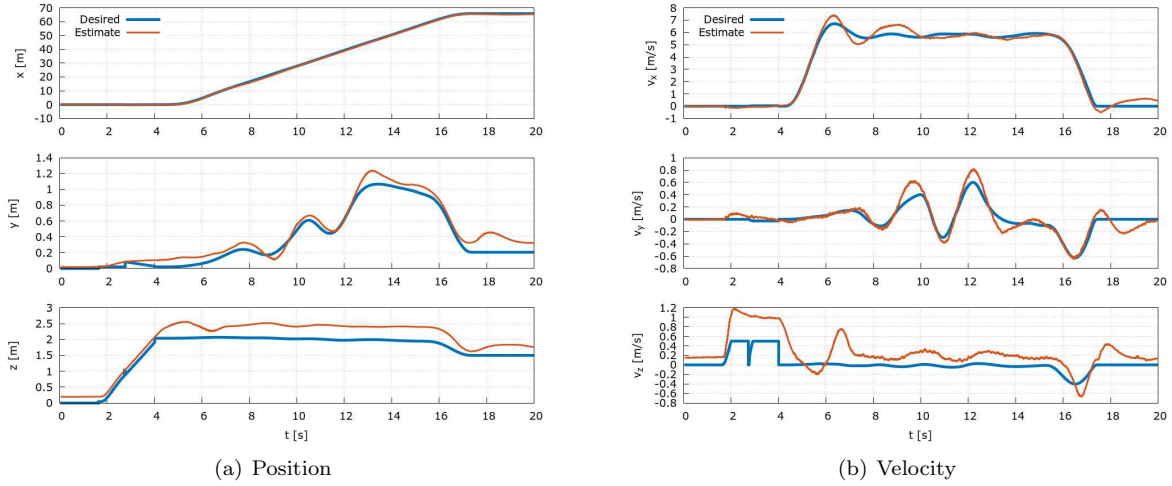 Desired
Estimate
x [m]
70
60
50
40
30
20
10
0
-10
0 2 4 6 8 10 12 14 16 18 20
y [m]
1.4
1.2
1
0.8
0.6
0.4
0.2
0
0 2 4 6 8 10 12 14 16 18 20
z [m]
3
2.5
2
1.5
1
0.5
0
0 2 4 6 8 10 12 14 16 18 20
t [s]
(a) Position
Desired
Estimate
vx [m/s]
8
7
6
5
4
3
2
1
0
-1
0 2 4 6 8 10 12 14 16 18 20
vy [m/s]
1
0.8
0.6
0.4
0.2
0
-0.2
-0.4
-0.6
-0.8
0 2 4 6 8 10 12 14 16 18 20
vz [m/s]
1.2
1
0.8
0.6
0.4
0.2
0
-0.2
-0.4
-0.6
-0.8
0 2 4 6 8 10 12 14 16 18 20
t [s]
(b) Velocity